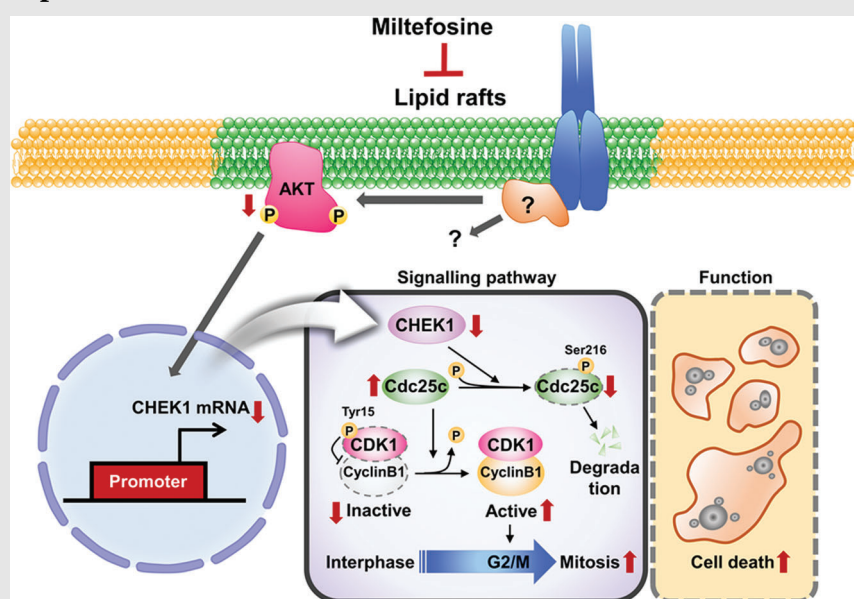 Miltefosine
Lipid rafts
AKT
P
P
?
?
Signalling pathway
Function
CHEK1
Ser216
P
P
Cdc25c
Cdc25c
CHEK1 mRNA
Tyr15
P
P
CDK1
CDK1
CyclinB1
CyclinB1
Degrada
tion
Promoter
Inactive
Active
Interphase
G2/M
Mitosis
Cell death